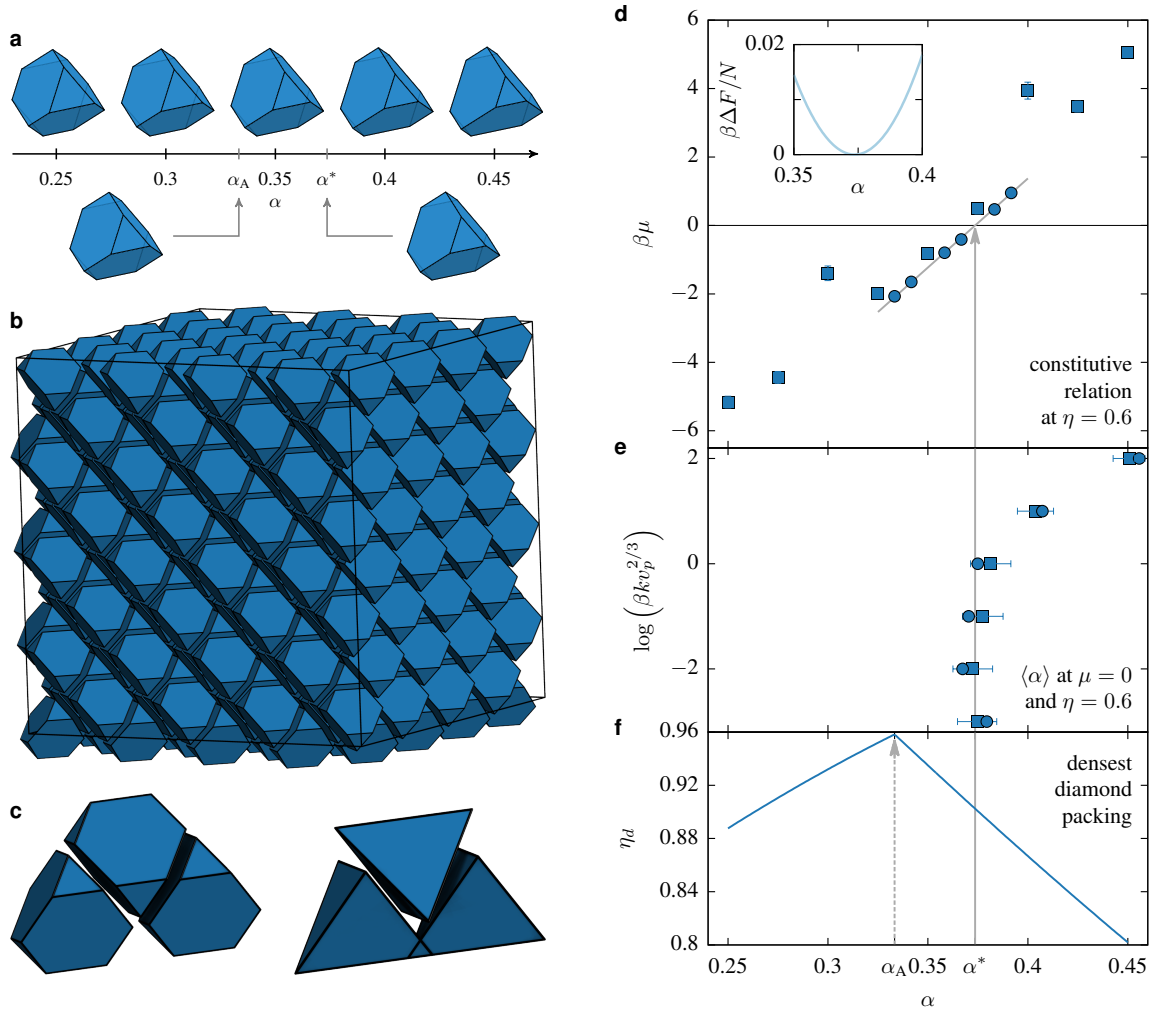 a
0.25
0.3
α_A
0.35
α*
0.4
0.45
α
b
c
d
6
4
2
0
−2
−4
−6
βμ
0.02
0
βΔF/N
0.35
0.4
α
constitutive
relation
at η = 0.6
e
2
0
−2
log (βkv_p^{2/3})
⟨α⟩ at μ = 0
and η = 0.6
f
0.96
0.92
0.88
0.84
0.8
η_d
densest
diamond
packing
0.25
0.3
α_A
0.35
α*
0.4
0.45
α